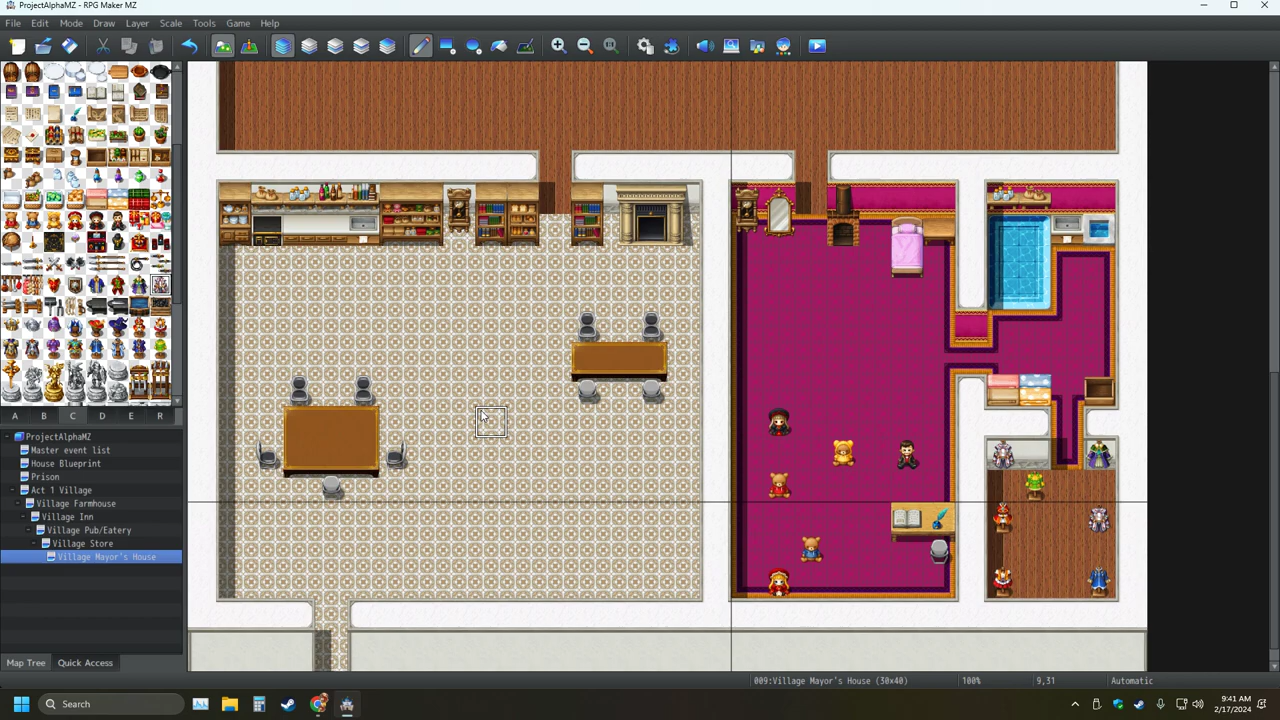 ProjectAlphaMZ - RPG Maker MZ
File Edit Mode Draw Layer Scale Tools Game Help
A B C D E R
ProjectAlphaMZ
Master event list
House Blueprint
Prison
Act 1 Village
Village Farmhouse
Village Inn
Village Pub/Eatery
Village Store
Village Mayor's House
Map Tree Quick Access
009:Village Mayor's House (30x40) 100% 9,31 Automatic
Search
9:41 AM
2/17/2024